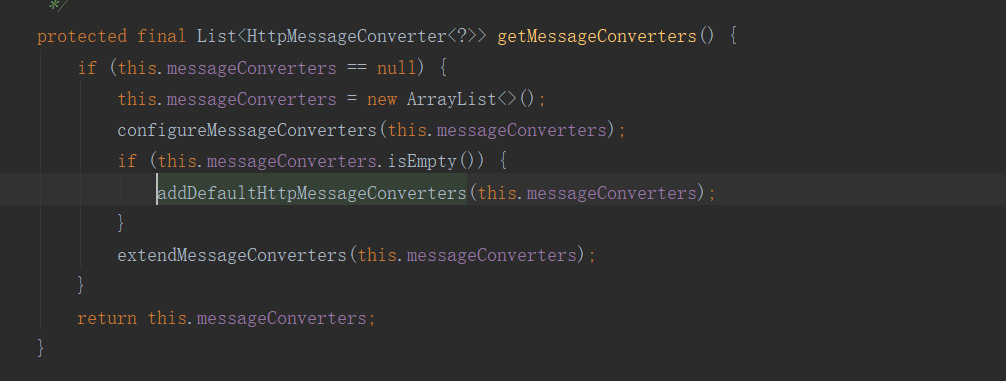 */
protected final List<HttpMessageConverter<?>> getMessageConverters() {
if (this.messageConverters == null) {
this.messageConverters = new ArrayList<>();
configureMessageConverters(this.messageConverters);
if (this.messageConverters.isEmpty()) {
addDefaultHttpMessageConverters(this.messageConverters);
}
extendMessageConverters(this.messageConverters);
}
return this.messageConverters;
}